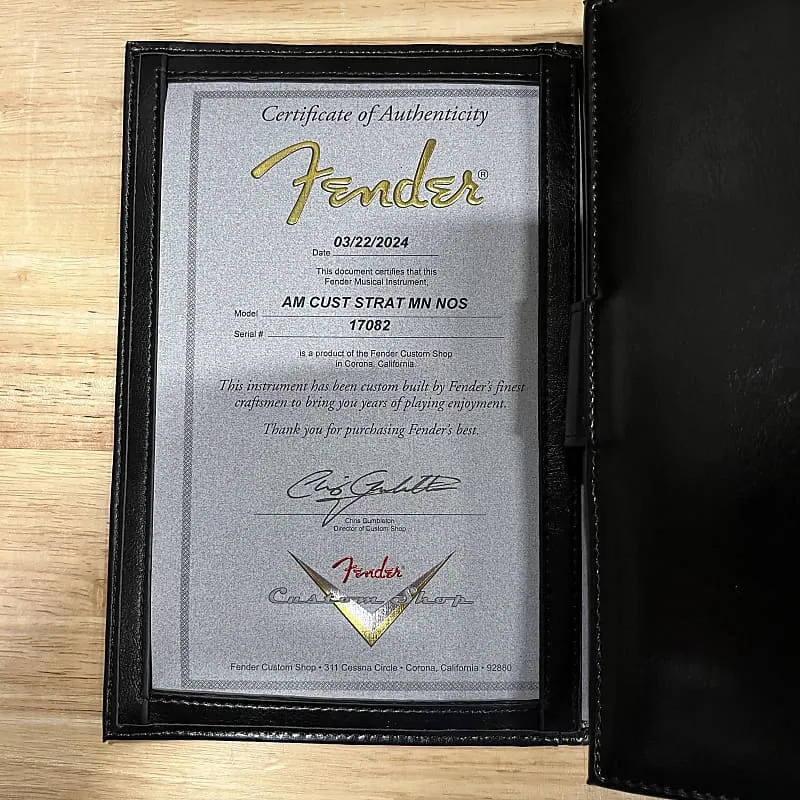 Certificate of Authenticity
Fender®
Date 03/22/2024
This document certifies that this
Fender Musical Instrument,
Model AM CUST STRAT MN NOS
Serial # 17082
is a product of the Fender Custom Shop
in Corona, California.
This instrument has been custom built by Fender's finest
craftsmen to bring you years of playing enjoyment.
Thank you for purchasing Fender's best.
Chris Gumbleton
Chris Gumbleton
Director of Custom Shop
Fender
Custom Shop
Fender Custom Shop • 311 Cessna Circle • Corona, California • 92880